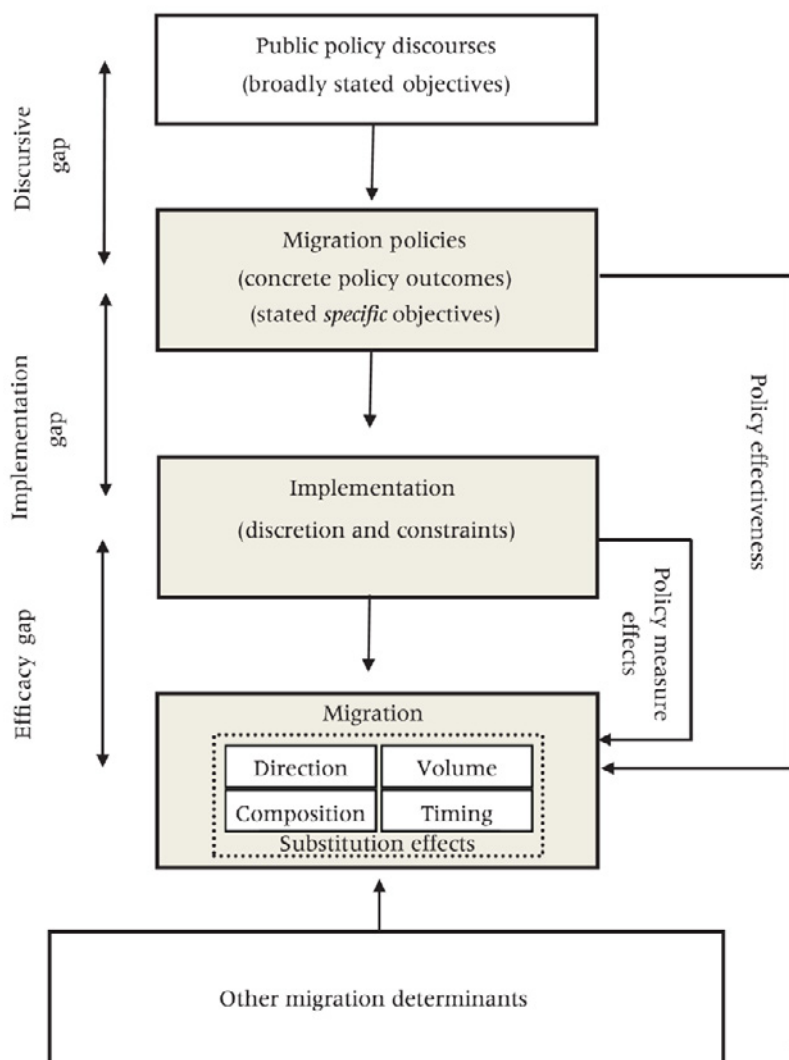 Public policy discourses
(broadly stated objectives)
Discursive
gap
Migration policies
(concrete policy outcomes)
(stated specific objectives)
Implementation
gap
Policy effectiveness
Implementation
(discretion and constraints)
Policy measure
effects
Efficacy gap
Migration
Direction
Volume
Composition
Timing
Substitution effects
Other migration determinants